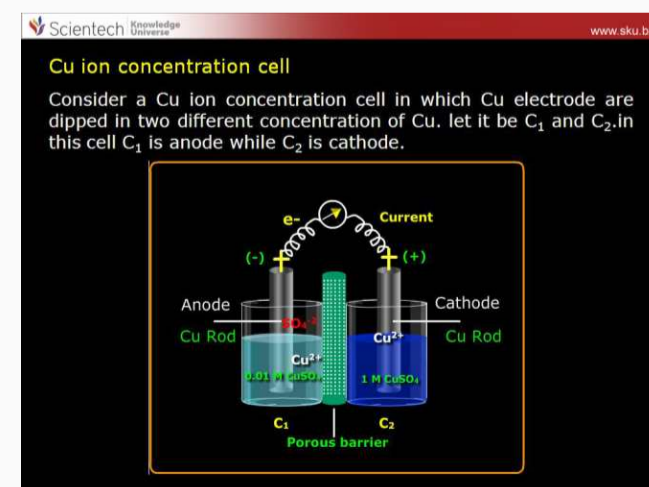 Scientech Knowledge Universe
www.sku.b
Cu ion concentration cell
Consider a Cu ion concentration cell in which Cu electrode are
dipped in two different concentration of Cu. let it be C₁ and C₂.in
this cell C₁ is anode while C₂ is cathode.
e-
Current
(-)
(+)
Anode
Cathode
SO₄⁻²
Cu Rod
Cu²⁺
Cu Rod
Cu²⁺
0.01 M CuSO₄
1 M CuSO₄
C₁
C₂
Porous barrier